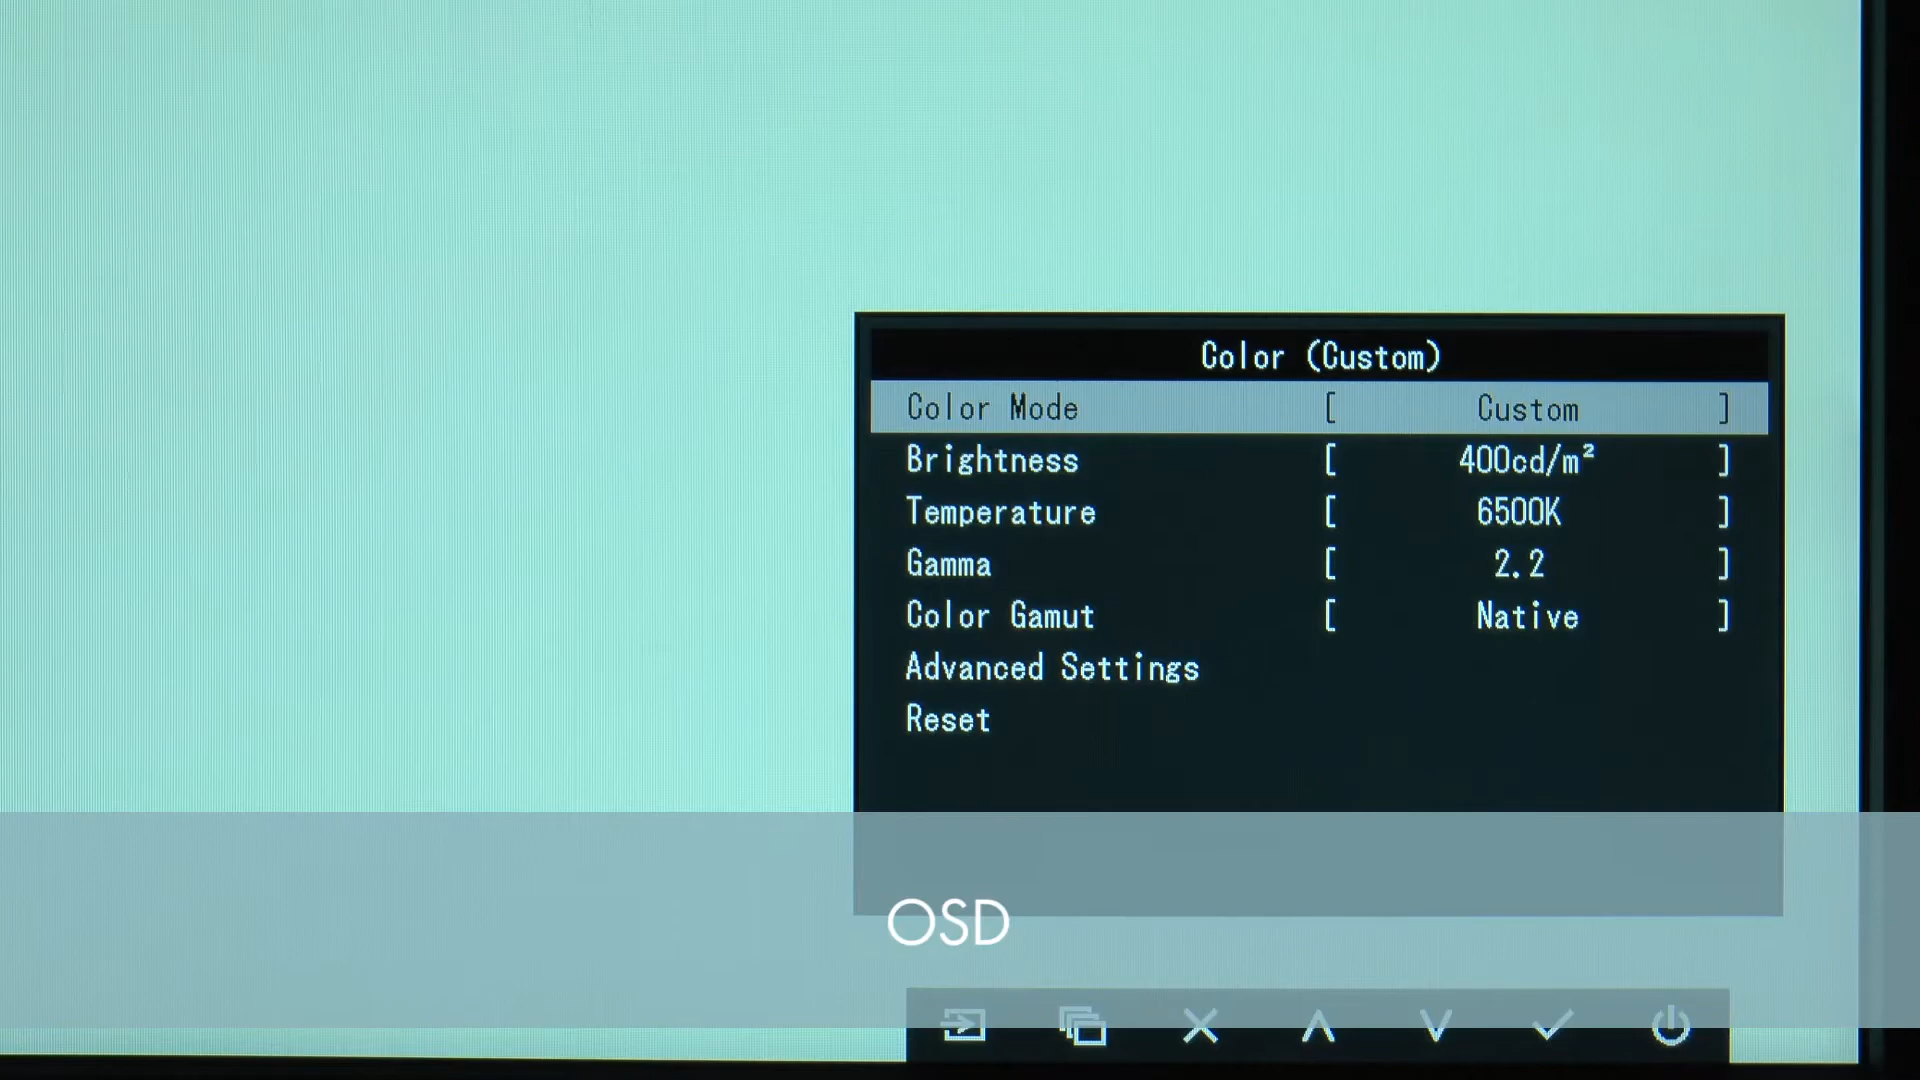 Color (Custom)
Color Mode [ Custom ]
Brightness [ 400cd/m² ]
Temperature [ 6500K ]
Gamma [ 2.2 ]
Color Gamut [ Native ]
Advanced Settings
Reset
OSD